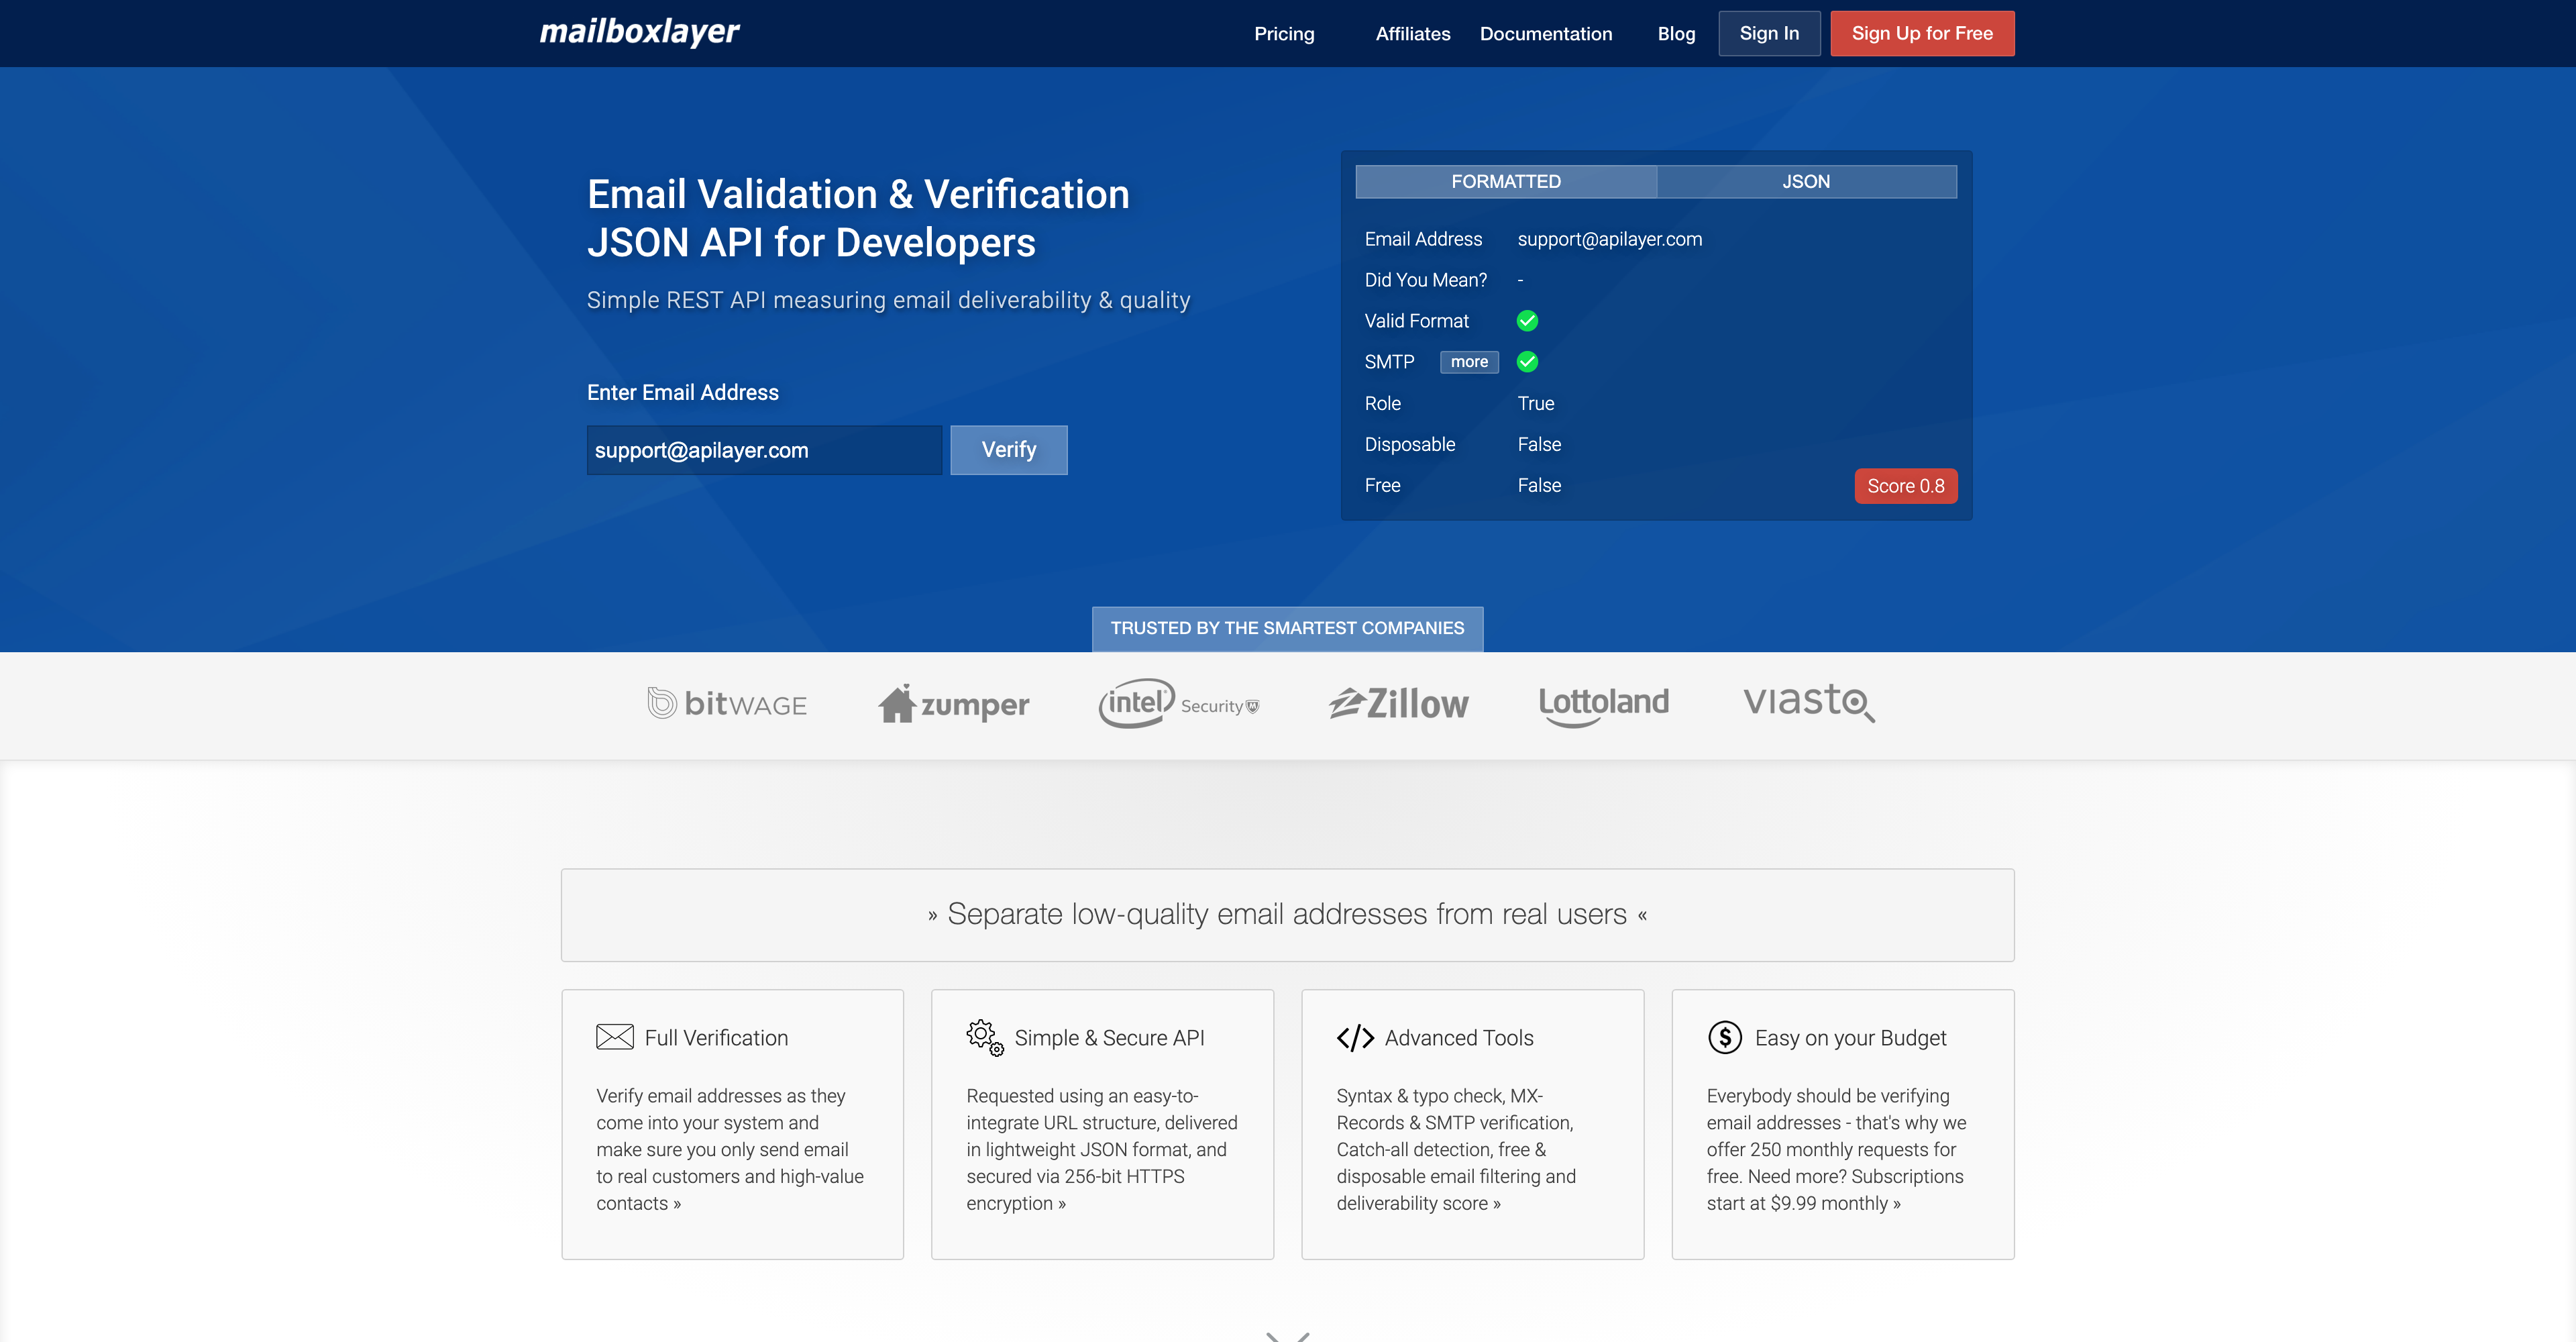 mailboxlayer
Pricing Affiliates Documentation Blog Sign In Sign Up for Free
Email Validation & Verification
JSON API for Developers
Simple REST API measuring email deliverability & quality
Enter Email Address
support@apilayer.com Verify
FORMATTED JSON
Email Address support@apilayer.com
Did You Mean? -
Valid Format
SMTP more
Role True
Disposable False
Free False Score 0.8
TRUSTED BY THE SMARTEST COMPANIES
bitWAGE zumper intel Security Zillow Lottoland viasto
» Separate low-quality email addresses from real users «
Full Verification
Verify email addresses as they
come into your system and
make sure you only send email
to real customers and high-value
contacts »
Simple & Secure API
Requested using an easy-to-
integrate URL structure, delivered
in lightweight JSON format, and
secured via 256-bit HTTPS
encryption »
Advanced Tools
Syntax & typo check, MX-
Records & SMTP verification,
Catch-all detection, free &
disposable email filtering and
deliverability score »
Easy on your Budget
Everybody should be verifying
email addresses - that's why we
offer 250 monthly requests for
free. Need more? Subscriptions
start at $9.99 monthly »